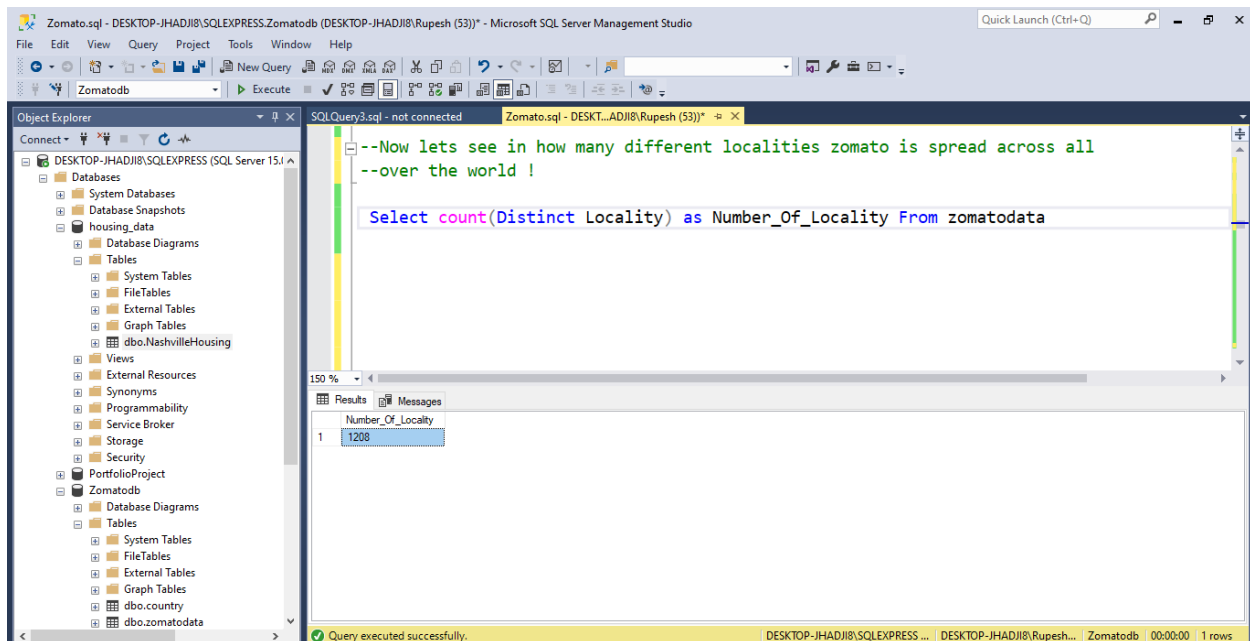 Zomato.sql - DESKTOP-JHADJI8\SQLEXPRESS.Zomatodb (DESKTOP-JHADJI8\Rupesh (53))* - Microsoft SQL Server Management Studio
Quick Launch (Ctrl+Q)
File Edit View Query Project Tools Window Help
New Query
Zomatodb
Execute
Object Explorer
Connect
DESKTOP-JHADJI8\SQLEXPRESS (SQL Server 15.
Databases
System Databases
Database Snapshots
housing_data
Database Diagrams
Tables
System Tables
FileTables
External Tables
Graph Tables
dbo.NashvilleHousing
Views
External Resources
Synonyms
Programmability
Service Broker
Storage
Security
PortfolioProject
Zomatodb
Database Diagrams
Tables
System Tables
FileTables
External Tables
Graph Tables
dbo.country
dbo.zomatodata
SQLQuery3.sql - not connected
Zomato.sql - DESKT...ADJI8\Rupesh (53))*
--Now lets see in how many different localities zomato is spread across all
--over the world !
Select count(Distinct Locality) as Number_Of_Locality From zomatodata
150 %
Results Messages
Number_Of_Locality
1 1208
Query executed successfully.
DESKTOP-JHADJI8\SQLEXPRESS ... DESKTOP-JHADJI8\Rupesh... Zomatodb 00:00:00 1 rows